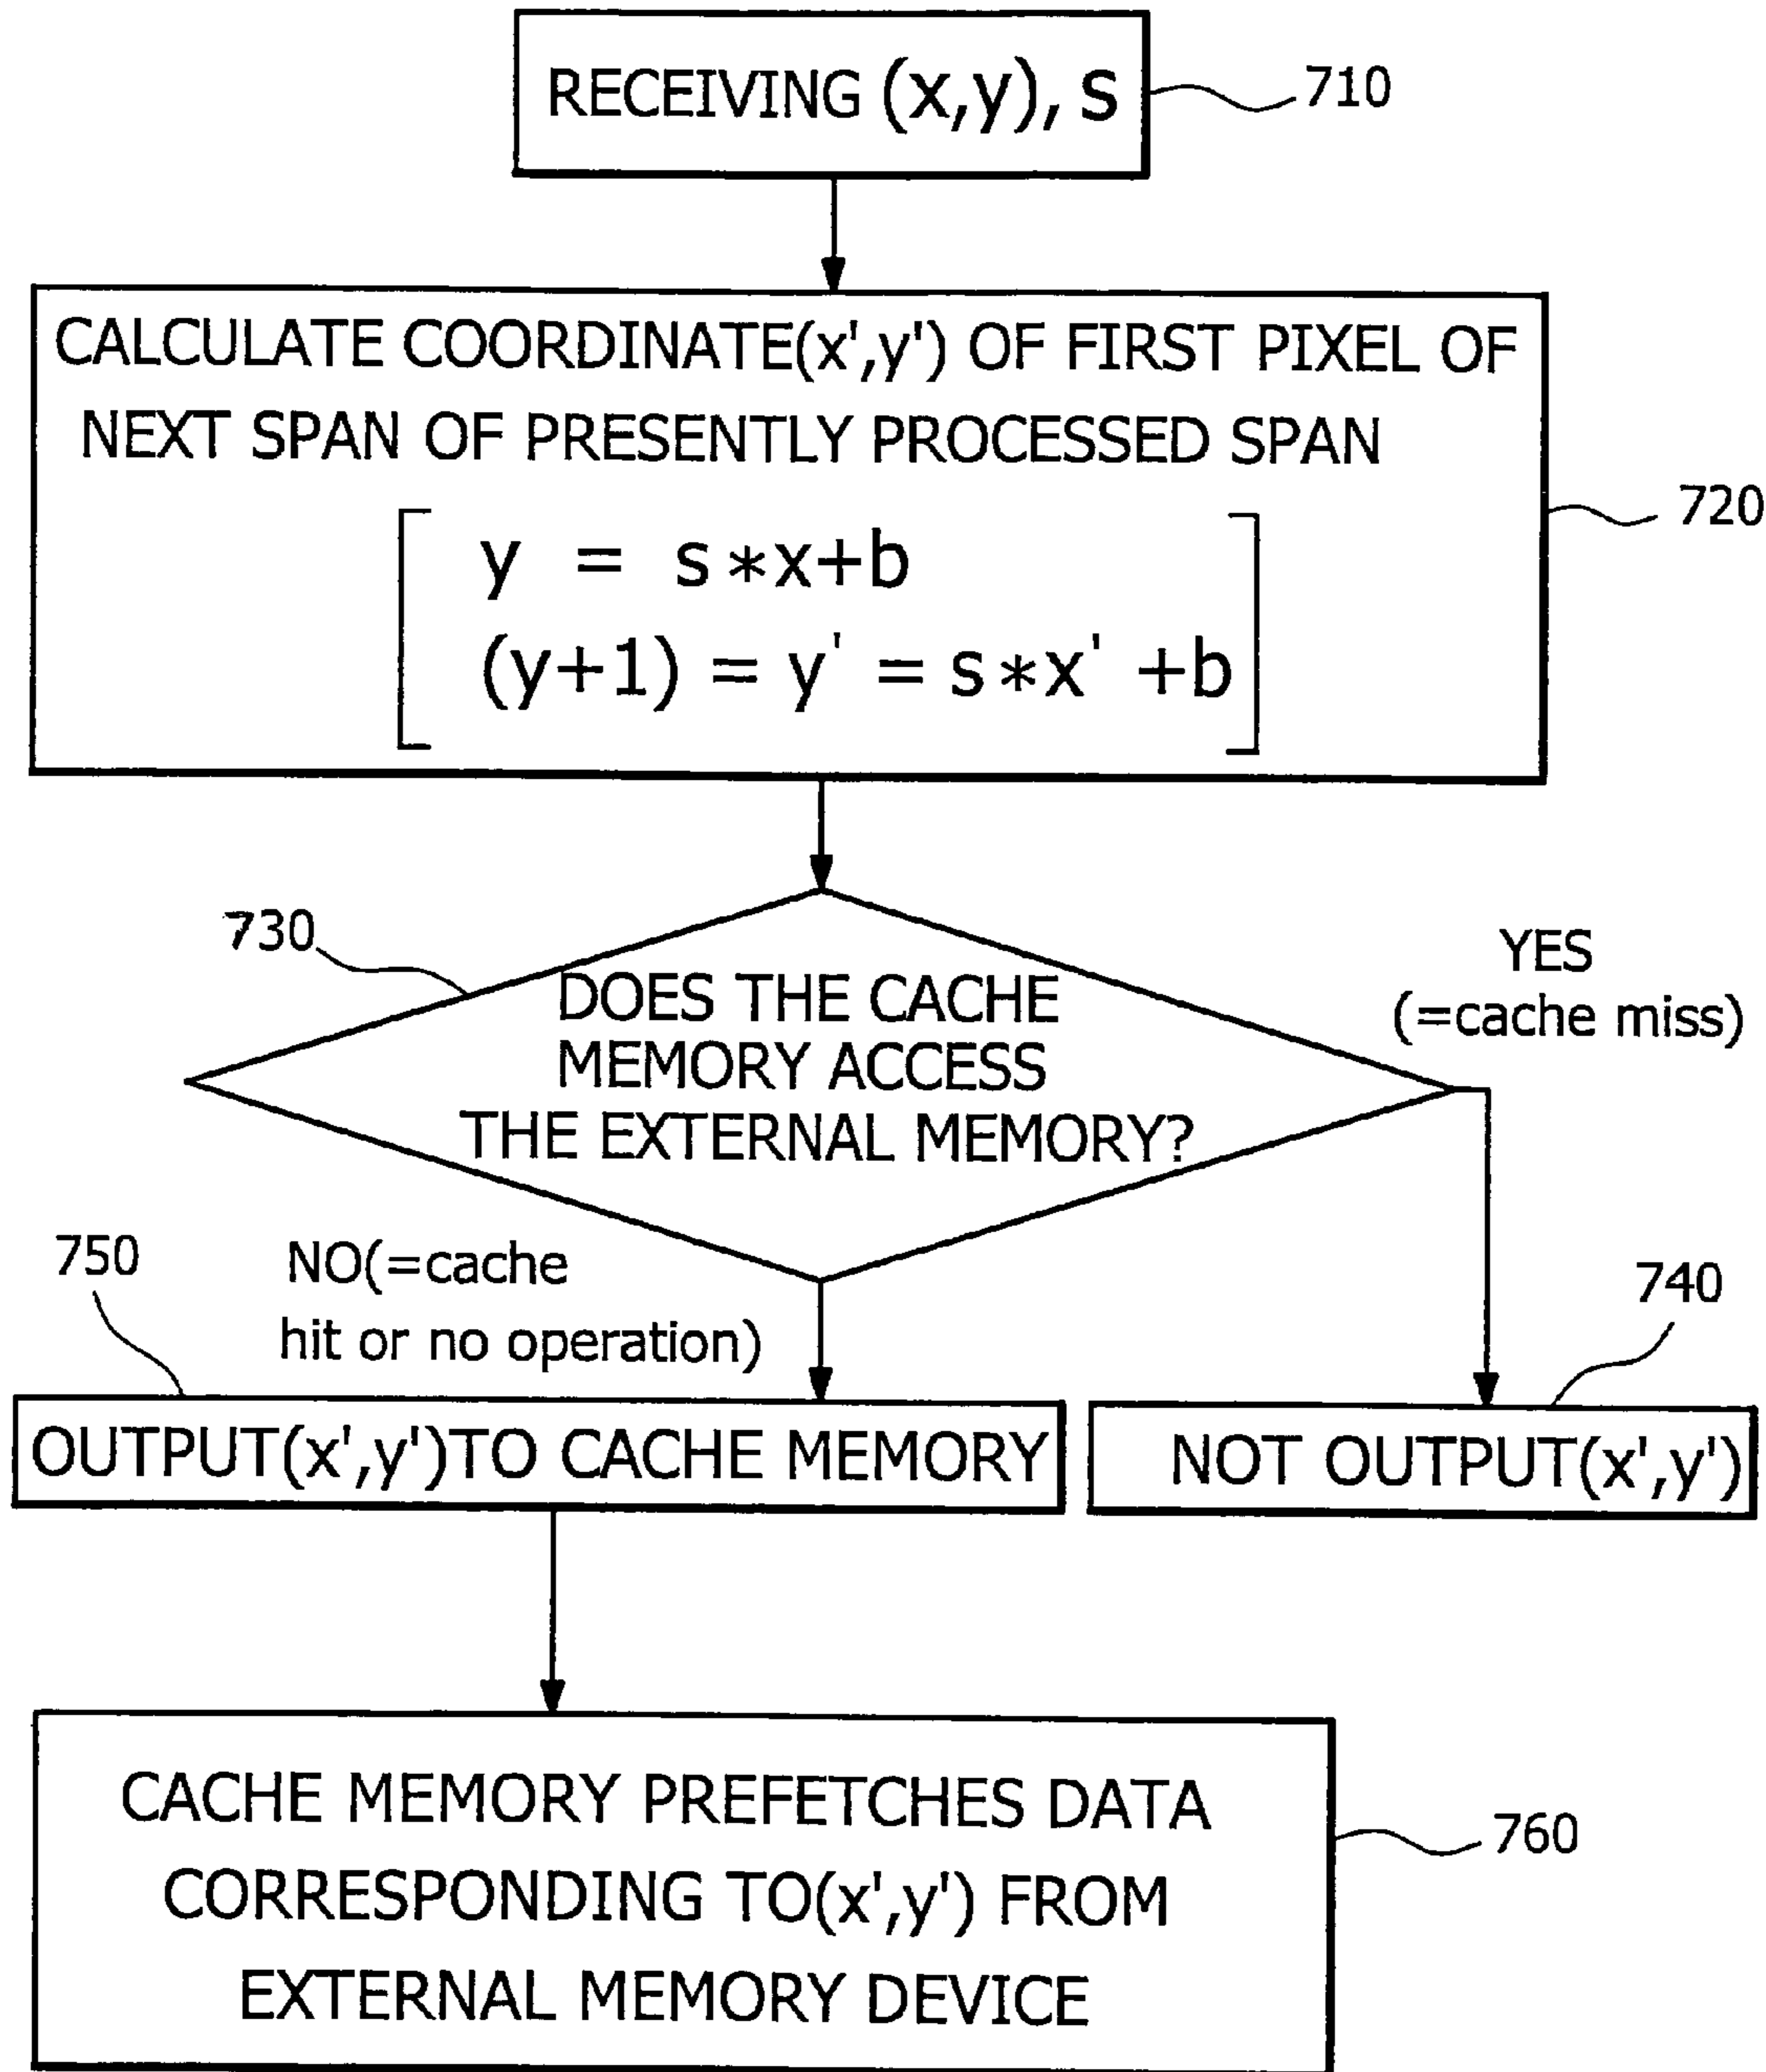 RECEIVING (x,y), s
710
CALCULATE COORDINATE(x',y') OF FIRST PIXEL OF
NEXT SPAN OF PRESENTLY PROCESSED SPAN
y = s*x+b
(y+1) = y' = s*x' +b
720
730
DOES THE CACHE
MEMORY ACCESS
THE EXTERNAL MEMORY?
YES
(=cache miss)
750
NO(=cache
hit or no operation)
740
OUTPUT(x',y')TO CACHE MEMORY
NOT OUTPUT(x',y')
CACHE MEMORY PREFETCHES DATA
CORRESPONDING TO(x',y') FROM
EXTERNAL MEMORY DEVICE
760